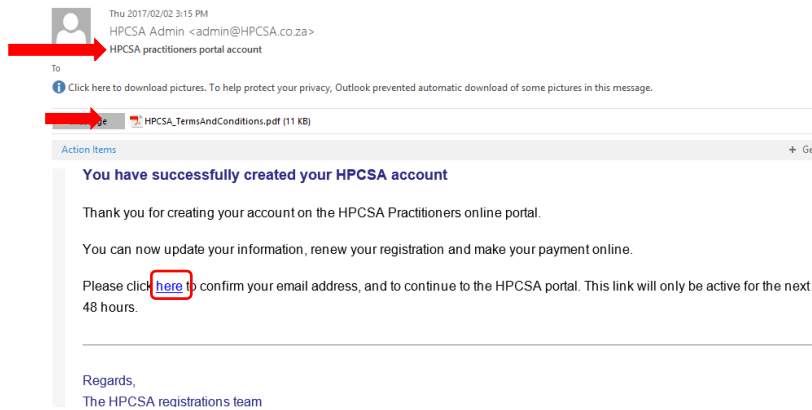 Thu 2017/02/02 3:15 PM
HPCSA Admin <admin@HPCSA.co.za>
HPCSA practitioners portal account
To
Click here to download pictures. To help protect your privacy, Outlook prevented automatic download of some pictures in this message.
HPCSA_TermsAndConditions.pdf (11 KB)
Action Items
+ Ge
You have successfully created your HPCSA account
Thank you for creating your account on the HPCSA Practitioners online portal.
You can now update your information, renew your registration and make your payment online.
Please click here to confirm your email address, and to continue to the HPCSA portal. This link will only be active for the next
48 hours.
Regards,
The HPCSA registrations team